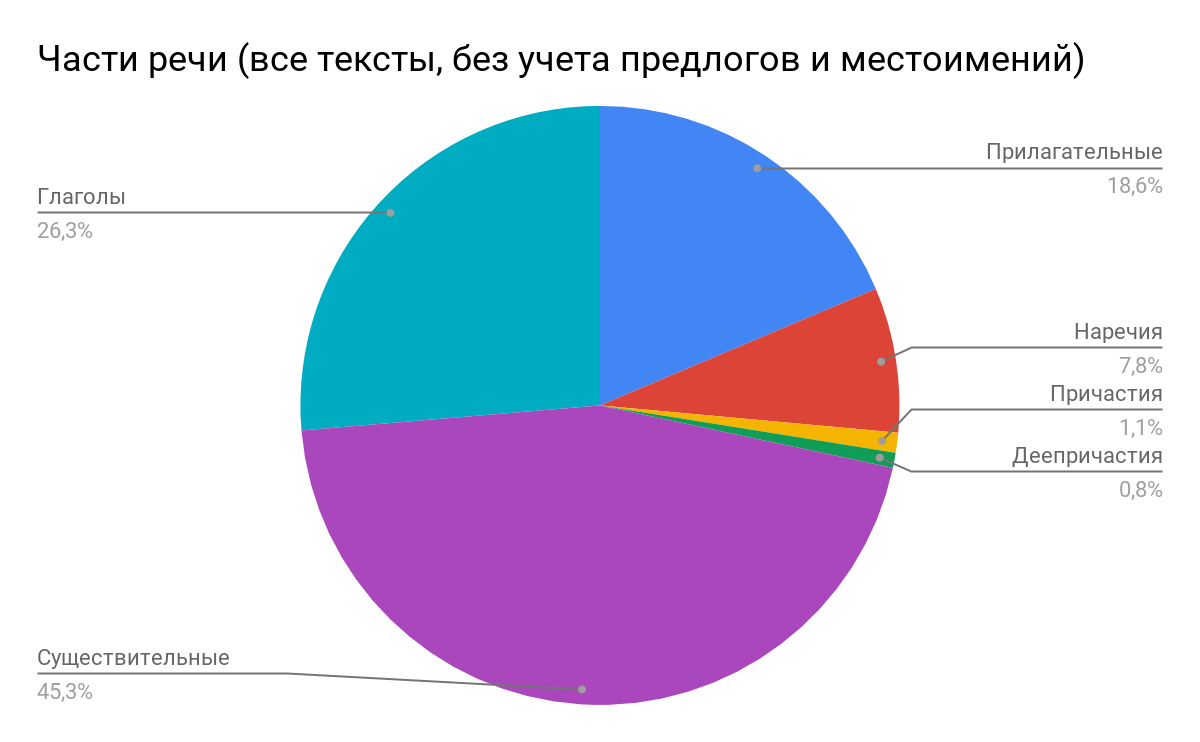 Части речи (все тексты, без учета предлогов и местоимений)
Прилагательные
18,6%
Глаголы
26,3%
Наречия
7,8%
Причастия
1,1%
Деепричастия
0,8%
Существительные
45,3%